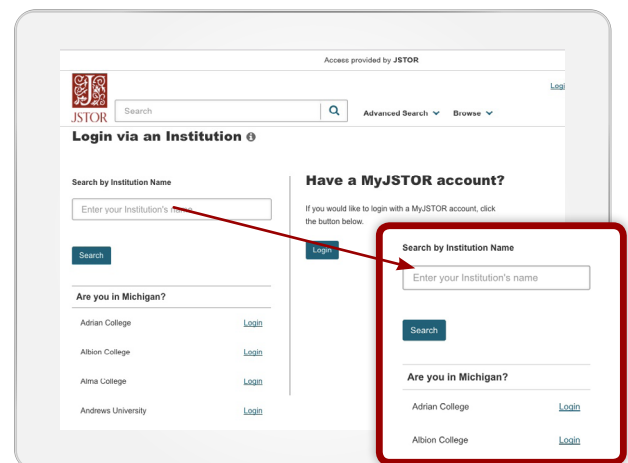 Access provided by JSTOR
Login
JSTOR
Search
Advanced Search
Browse
Login via an Institution
Search by Institution Name
Enter your Institution's name
Search
Are you in Michigan?
Adrian College Login
Albion College Login
Alma College Login
Andrews University Login
Have a MyJSTOR account?
If you would like to login with a MyJSTOR account, click
the button below.
Login
Search by Institution Name
Enter your Institution's name
Search
Are you in Michigan?
Adrian College Login
Albion College Login